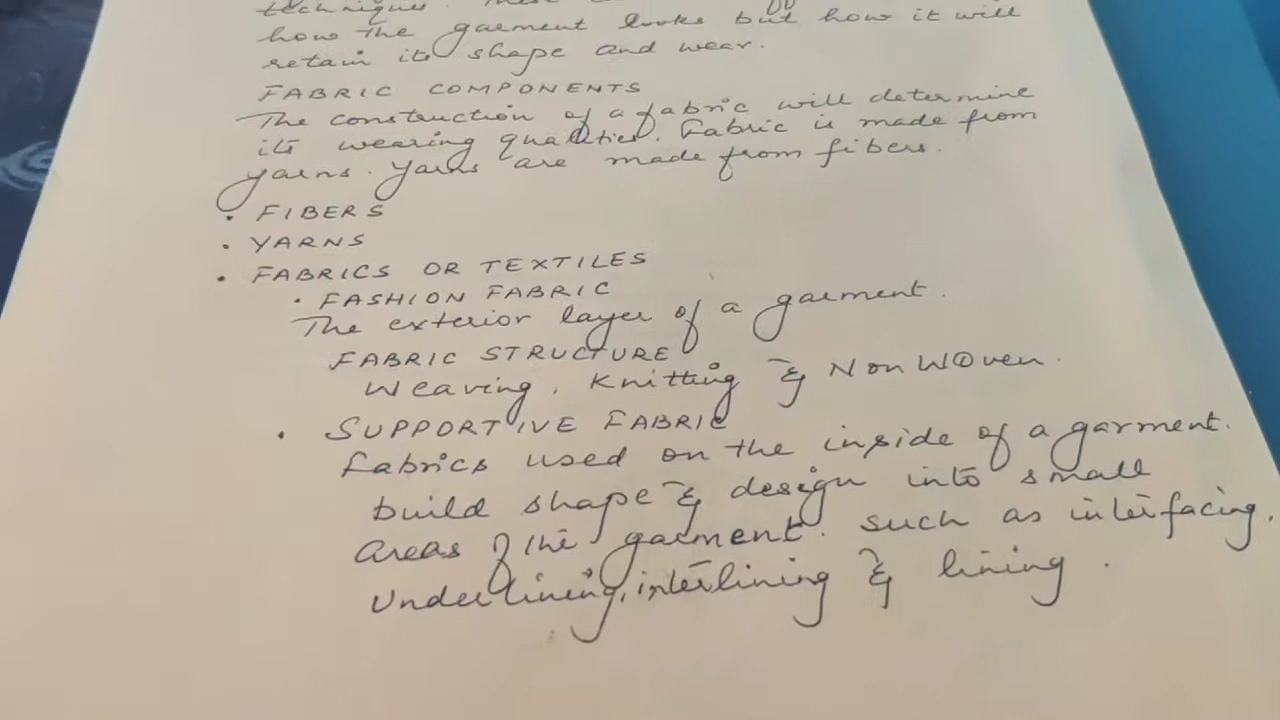 technique.
how the garment looks but how it will
retain its shape and wear.
FABRIC COMPONENTS
The construction of a fabric will determine
its wearing qualities. Fabric is made from
yarns. Yarns are made from fibers.
• FIBERS
• YARNS
• FABRICS OR TEXTILES
• FASHION FABRIC
The exterior layer of a garment.
FABRIC STRUCTURE
Weaving, Knitting & Non Woven.
• SUPPORTIVE FABRIC
Fabrics used on the inside of a garment.
build shape & design into small
areas of the garment. such as interfacing,
Underlining, interlining & lining.